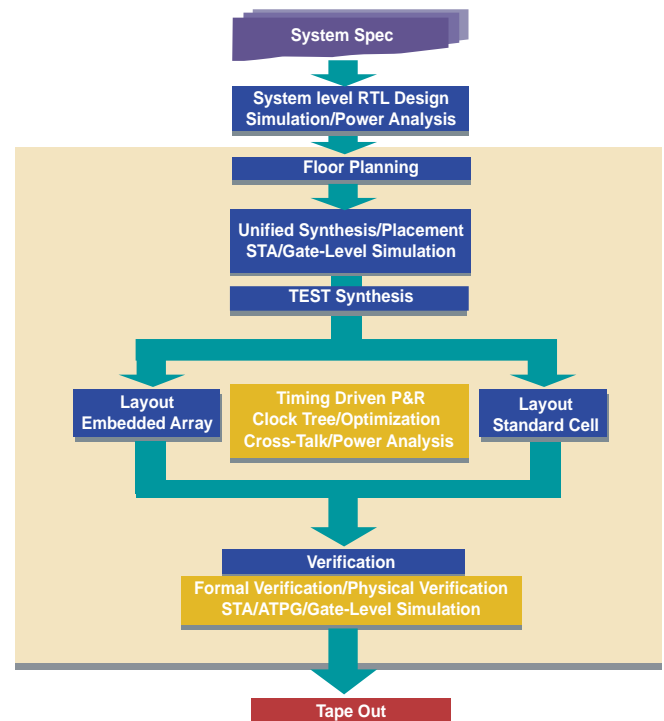 System Spec
System level RTL Design
Simulation/Power Analysis
Floor Planning
Unified Synthesis/Placement
STA/Gate-Level Simulation
TEST Synthesis
Layout
Embedded Array
Timing Driven P&R
Clock Tree/Optimization
Cross-Talk/Power Analysis
Layout
Standard Cell
Verification
Formal Verification/Physical Verification
STA/ATPG/Gate-Level Simulation
Tape Out